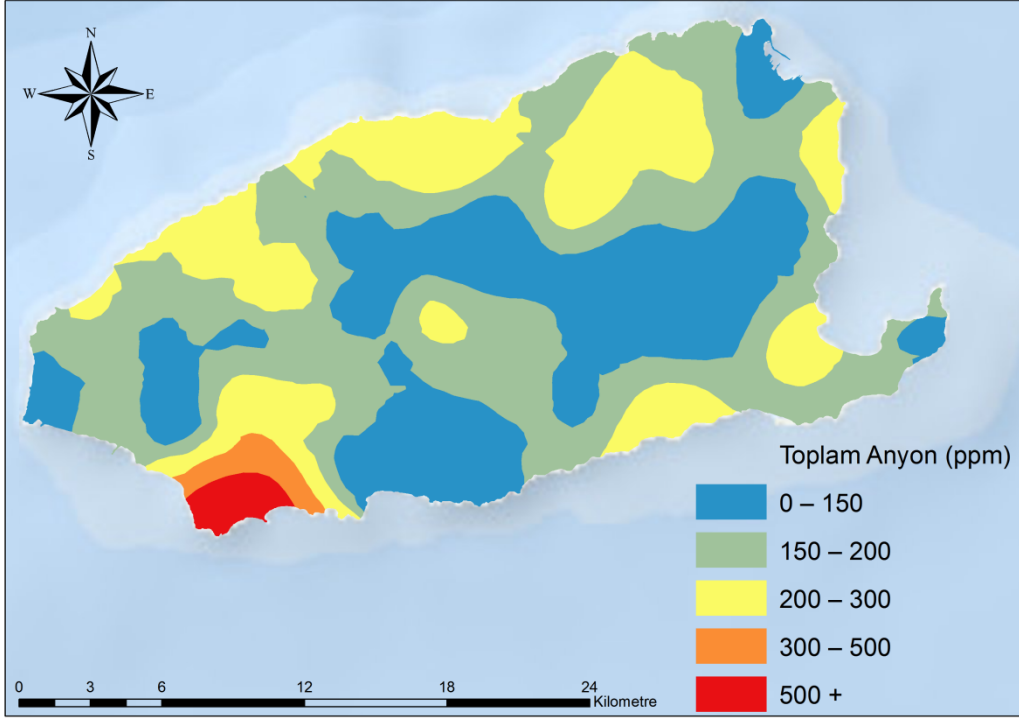 N
W E
S
Toplam Anyon (ppm)
0 – 150
150 – 200
200 – 300
300 – 500
500 +
0 3 6 12 18 24
Kilometre